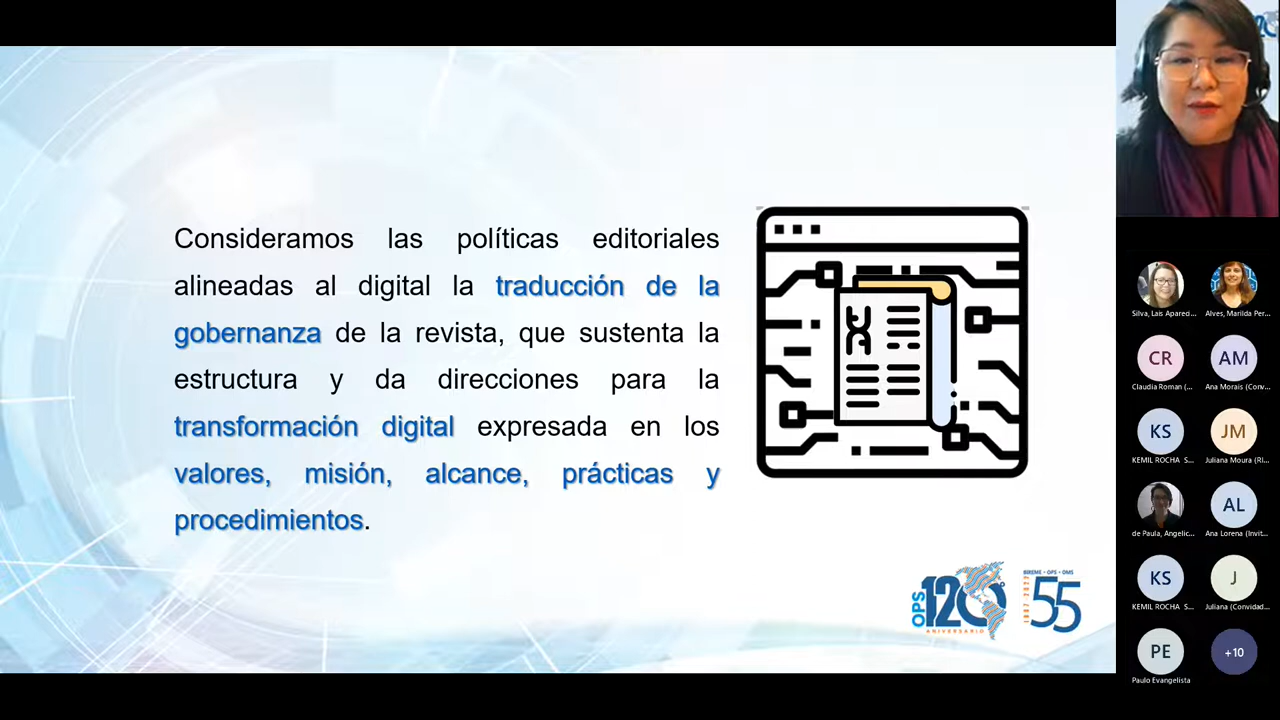 Consideramos las políticas editoriales
alineadas al digital la traducción de la
gobernanza de la revista, que sustenta la
estructura y da direcciones para la
transformación digital expresada en los
valores, misión, alcance, prácticas y
procedimientos.
OPS
120
ANIVERSARIO
BIREME • OPS • OMS
55
Silva, Lais Apared...
Alves, Marilda Per...
CR
AM
Claudia Roman (...
Ana Morais (Conv...
KS
JM
KEMIL ROCHA S...
Juliana Moura (Ri...
AL
de Paula, Angelic...
Ana Lorena (Invit...
KS
J
KEMIL ROCHA S...
Juliana (Convidad...
PE
+10
Paulo Evangelista